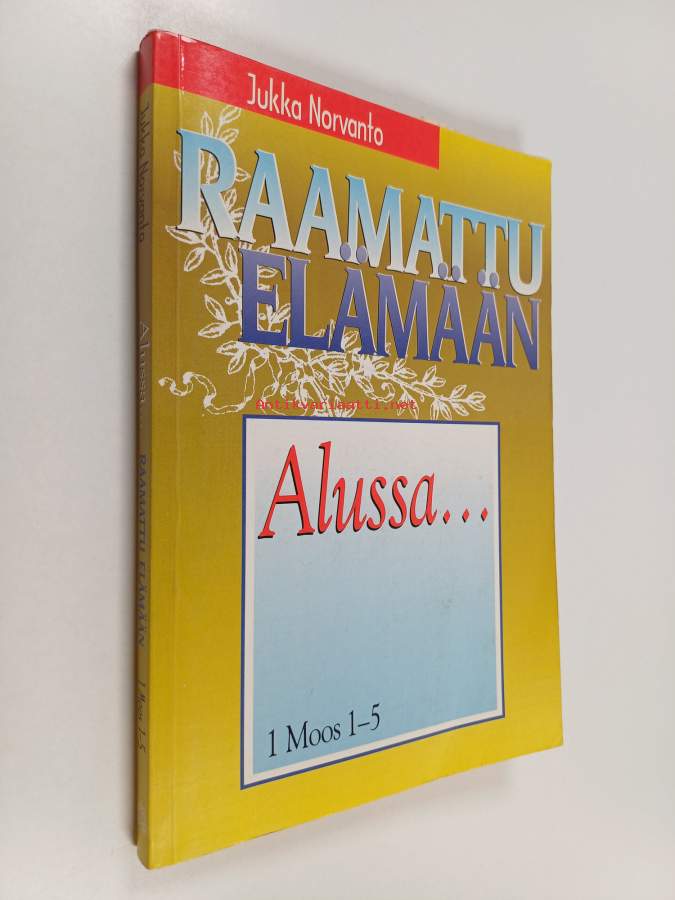 Jukka Norvanto
RAAMATTU
ELÄMÄÄN
Antikvariaatti.net
Alussa...
1 Moos 1–5
Jukka Norvanto Alussa... RAAMATTU ELÄMÄÄN 1 Moos 1–5